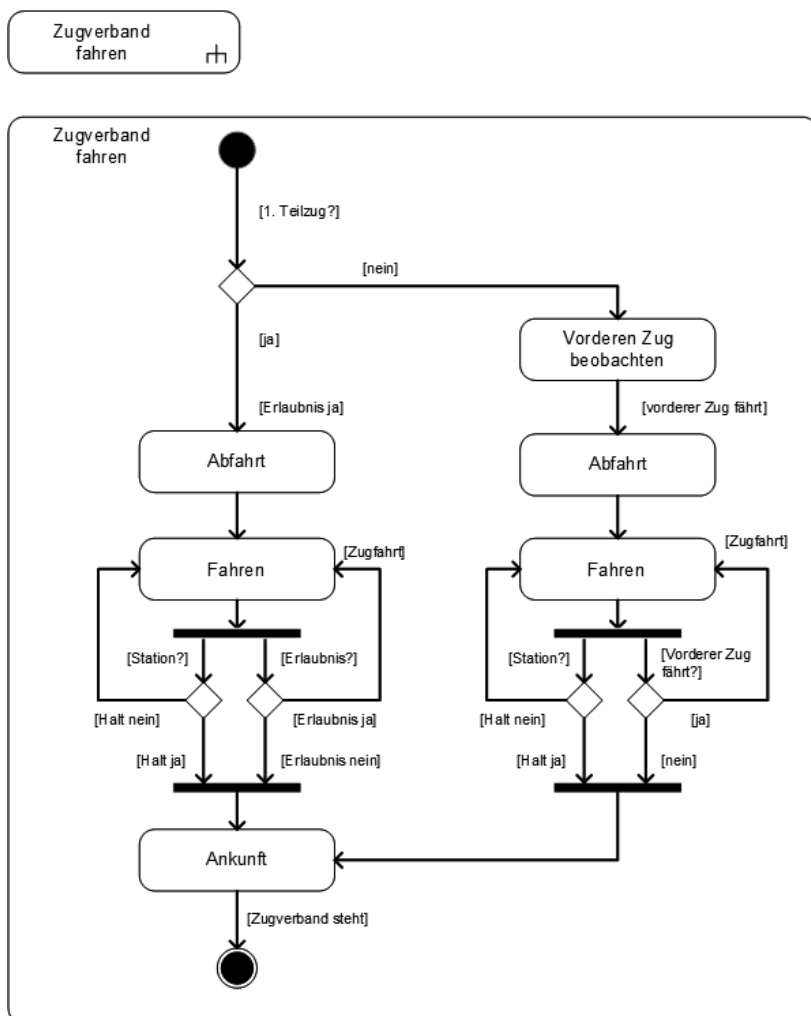 Zugverband
fahren
Zugverband
fahren
[1. Teilzug?]
[nein]
[ja]
[Erlaubnis ja]
Vorderen Zug
beobachten
[vorderer Zug fährt]
Abfahrt
Abfahrt
[Zugfahrt]
Fahren
[Zugfahrt]
Fahren
[Station?]
[Erlaubnis?]
[Station?]
[Vorderer Zug
fährt?]
[Halt nein]
[Erlaubnis ja]
[Halt nein]
[ja]
[Halt ja]
[Erlaubnis nein]
[Halt ja]
[nein]
Ankunft
[Zugverband steht]